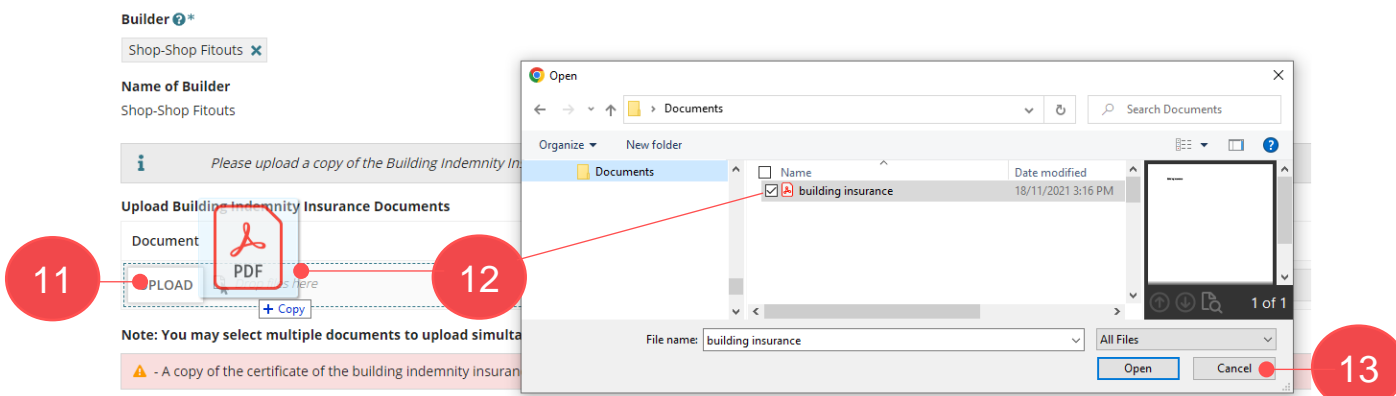 Builder *
Shop-Shop Fitouts
Name of Builder
Shop-Shop Fitouts
i Please upload a copy of the Building Indemnity In
Upload Building Indemnity Insurance Documents
Document
11
UPLOAD
PDF
here
+ Copy
12
Note: You may select multiple documents to upload simulta
- A copy of the certificate of the building indemnity insuran
Open
Documents
Search Documents
Organize
New folder
Documents
Name
Date modified
building insurance
18/11/2021 3:16 PM
1 of 1
File name:
building insurance
All Files
Open
Cancel
13